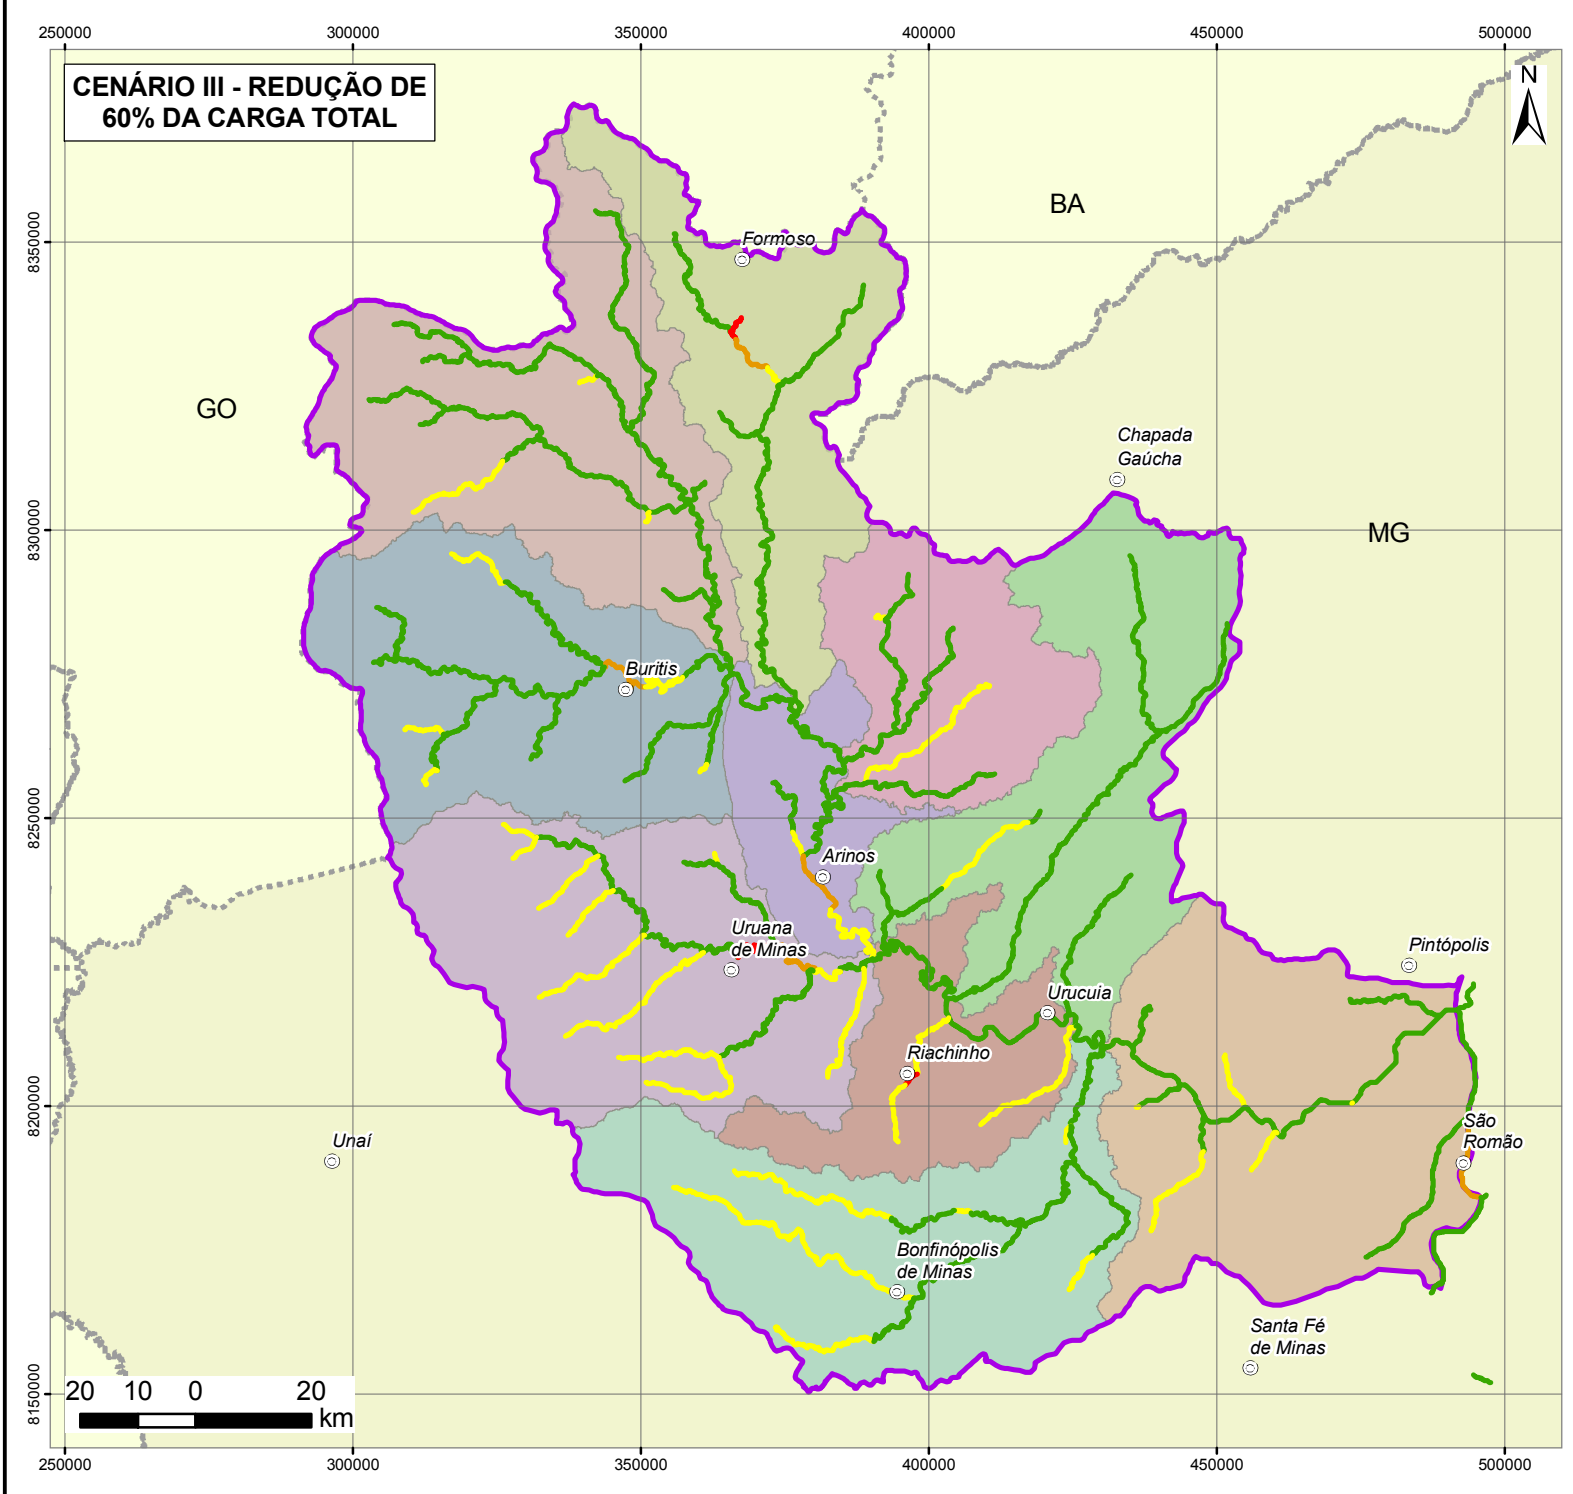 250000
300000
350000
400000
450000
500000
CENÁRIO III - REDUÇÃO DE
60% DA CARGA TOTAL
N
BA
8350000
Formoso
GO
Chapada
Gaúcha
8300000
MG
Buritis
8250000
Arinos
Uruana
de Minas
Pintópolis
Urucuia
Riachinho
8200000
São
Romão
Unaí
Bonfinópolis
de Minas
Santa Fé
de Minas
8150000
20 10 0 20
km
250000
300000
350000
400000
450000
500000